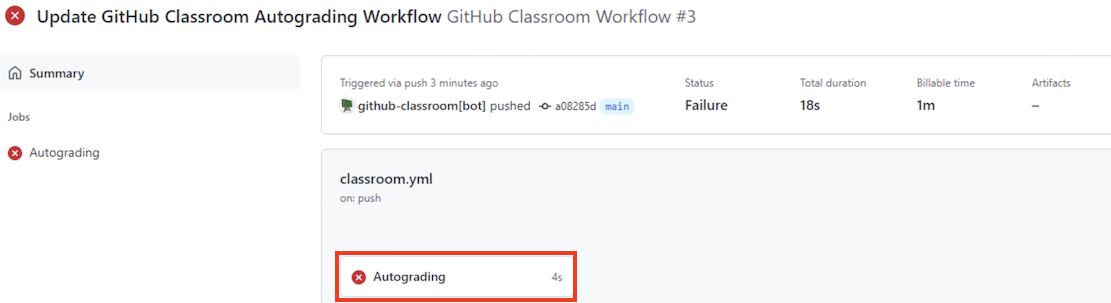 Update GitHub Classroom Autograding Workflow GitHub Classroom Workflow #3
Summary
Jobs
Autograding
Triggered via push 3 minutes ago
github-classroom[bot] pushed a08285d main
Status
Failure
Total duration
18s
Billable time
1m
Artifacts
–
classroom.yml
on: push
Autograding 4s